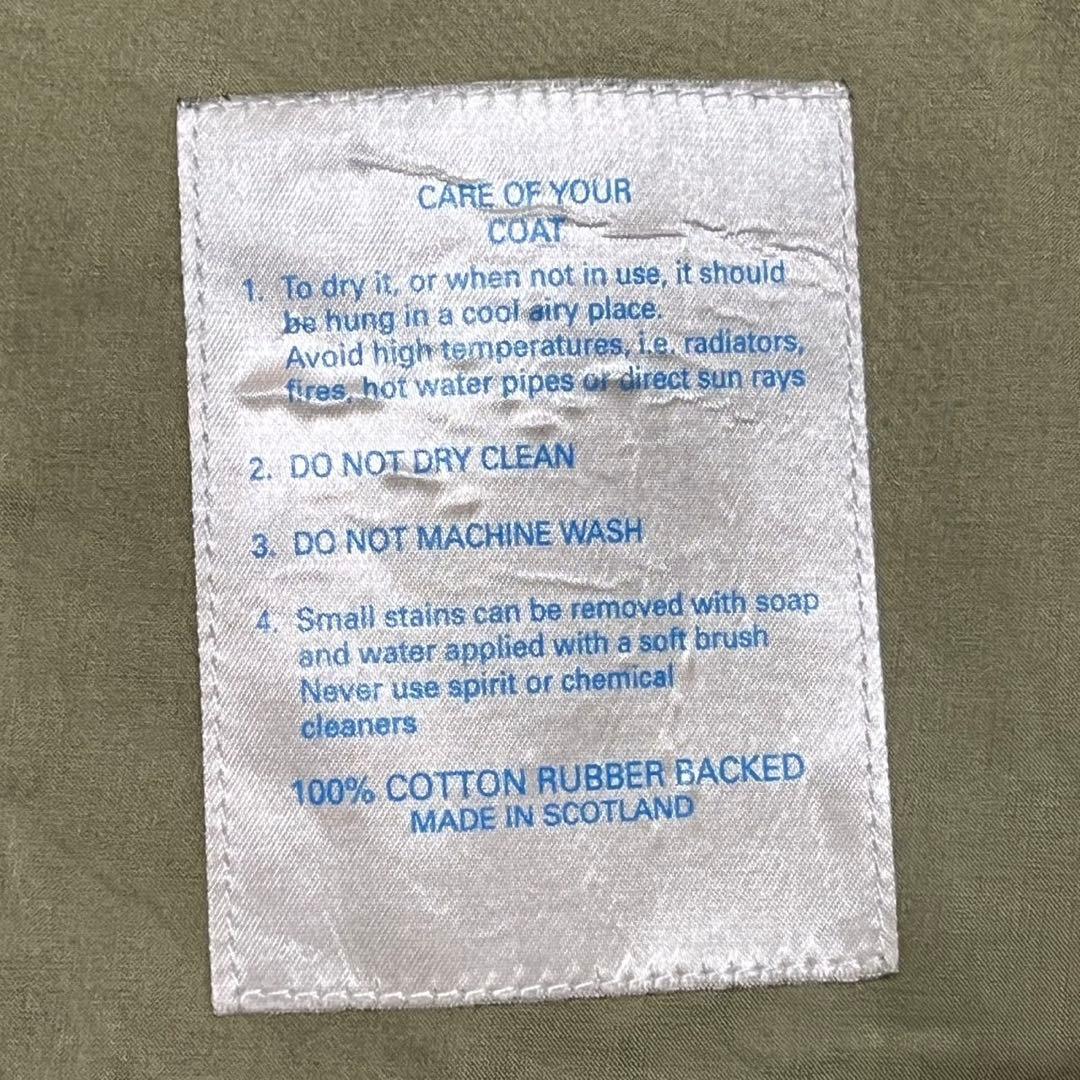 CARE OF YOUR
COAT
1. To dry it, or when not in use, it should
be hung in a cool airy place.
Avoid high temperatures, i.e. radiators,
fires, hot water pipes or direct sun rays
2. DO NOT DRY CLEAN
3. DO NOT MACHINE WASH
4. Small stains can be removed with soap
and water applied with a soft brush
Never use spirit or chemical
cleaners
100% COTTON RUBBER BACKED
MADE IN SCOTLAND